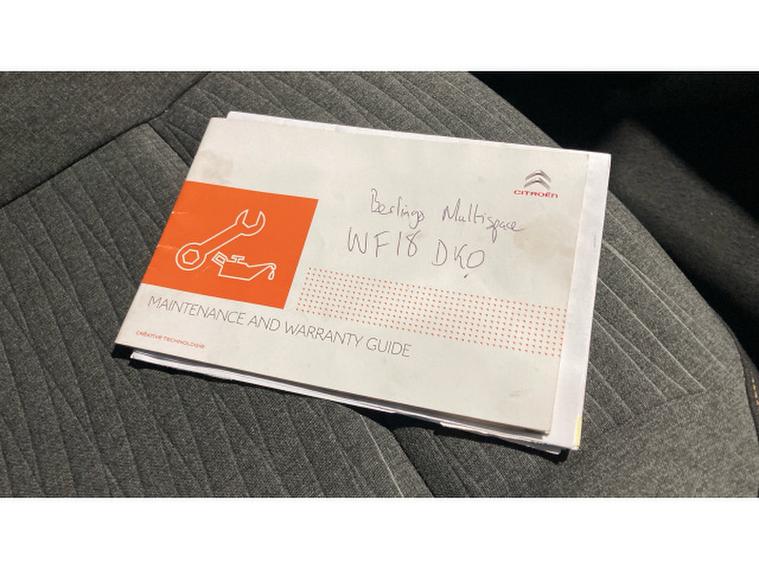 CITROËN
Berlingo Multispace
WF18 DKO
MAINTENANCE AND WARRANTY GUIDE
CRÉATIVE TECHNOLOGIE